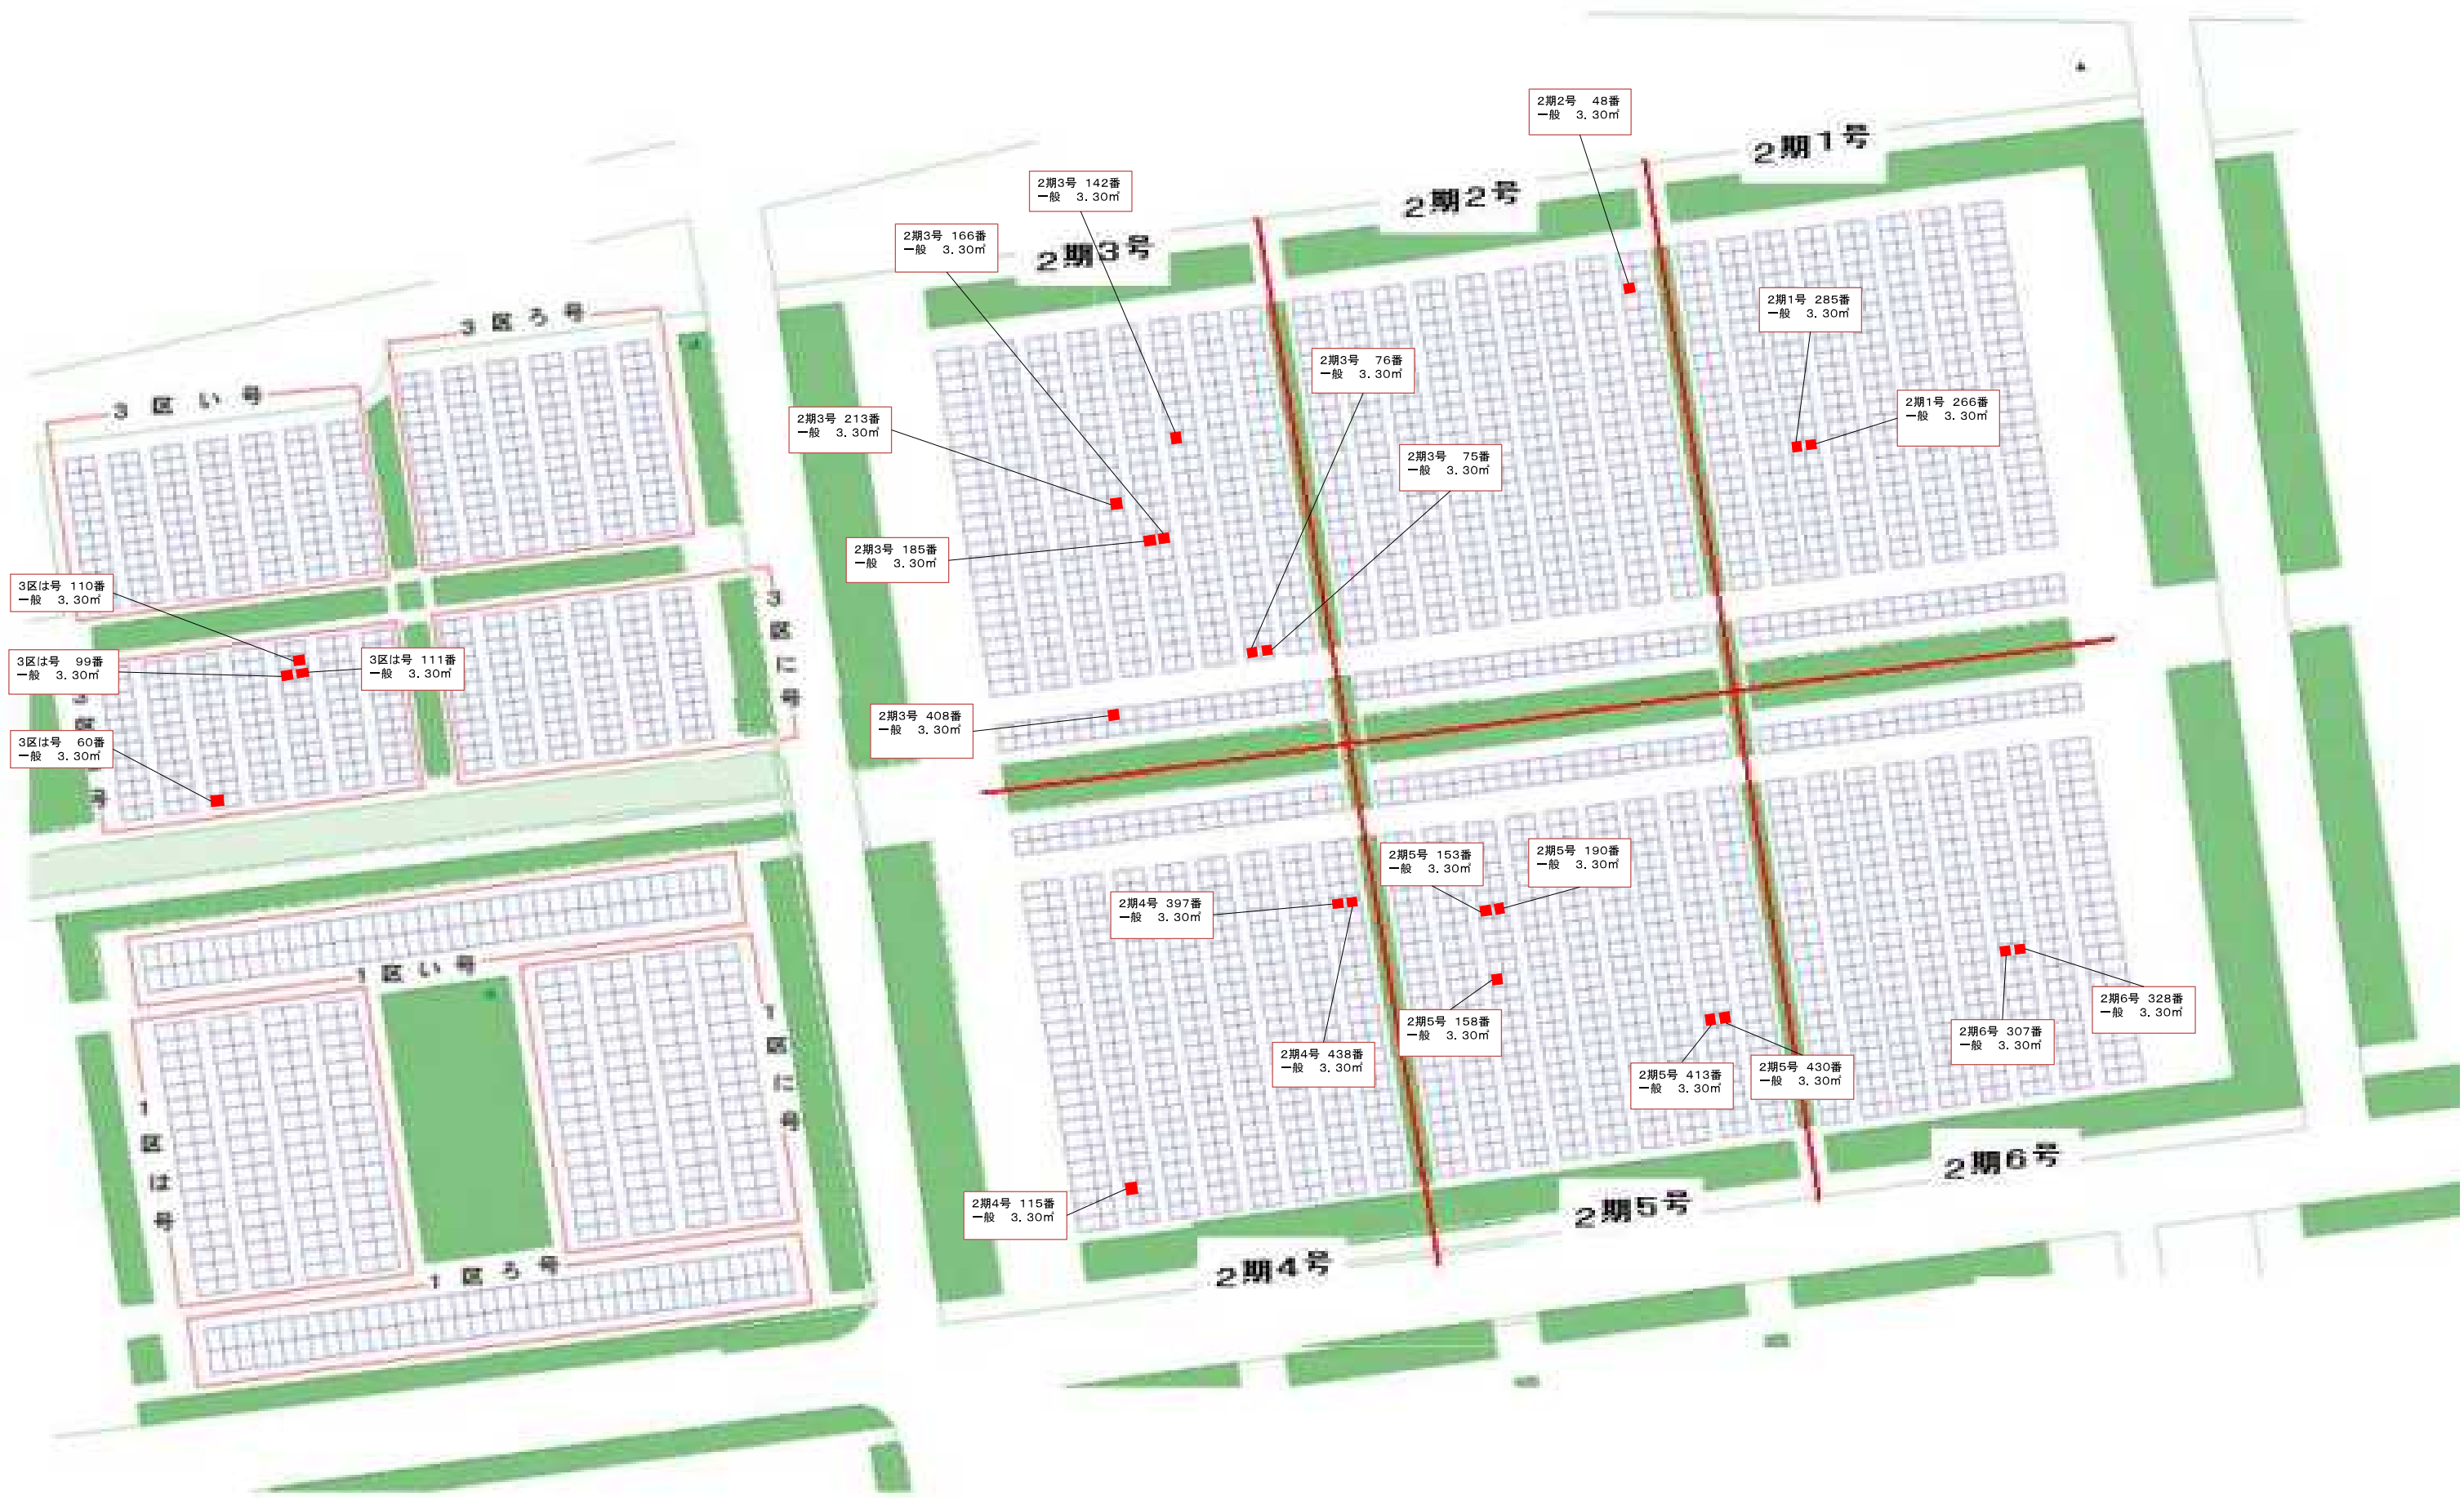 2期2号　48番
一般　3.30㎡
2期1号
2期3号 142番
一般　3.30㎡
2期2号
2期3号 166番
一般　3.30㎡
2期3号
2期1号 285番
一般　3.30㎡
3区ろ号
2期3号　76番
一般　3.30㎡
3区い号
2期1号 266番
一般　3.30㎡
2期3号 213番
一般　3.30㎡
2期3号　75番
一般　3.30㎡
2期3号 185番
一般　3.30㎡
3区は号 110番
一般　3.30㎡
3区に号
3区は号　99番
一般　3.30㎡
3区は号 111番
一般　3.30㎡
2期3号 408番
一般　3.30㎡
3区は号　60番
一般　3.30㎡
2期5号 153番
一般　3.30㎡
2期5号 190番
一般　3.30㎡
2期4号 397番
一般　3.30㎡
1区い号
2期6号 328番
一般　3.30㎡
2期5号 158番
一般　3.30㎡
2期6号 307番
一般　3.30㎡
1区に号
2期4号 438番
一般　3.30㎡
2期5号 413番
一般　3.30㎡
2期5号 430番
一般　3.30㎡
1区は号
2期6号
2期4号 115番
一般　3.30㎡
2期5号
2期4号
1区ろ号